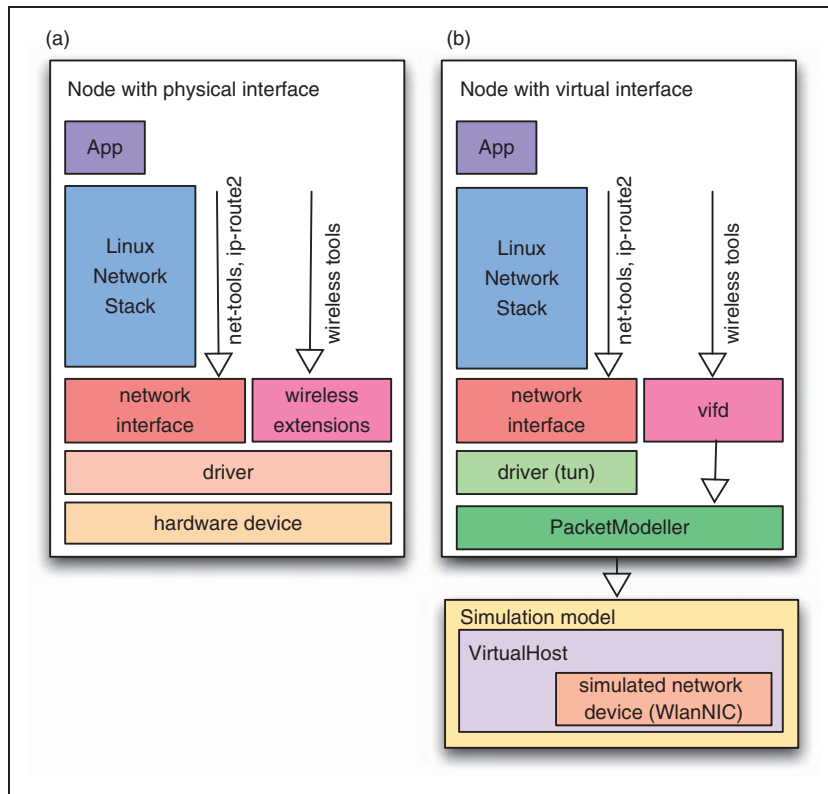 (a)
Node with physical interface
App
Linux
Network
Stack
net-tools, ip-route2
wireless tools
network
interface
wireless
extensions
driver
hardware device
(b)
Node with virtual interface
App
Linux
Network
Stack
net-tools, ip-route2
wireless tools
network
interface
vifd
driver (tun)
PacketModeller
Simulation model
VirtualHost
simulated network
device (WlanNIC)